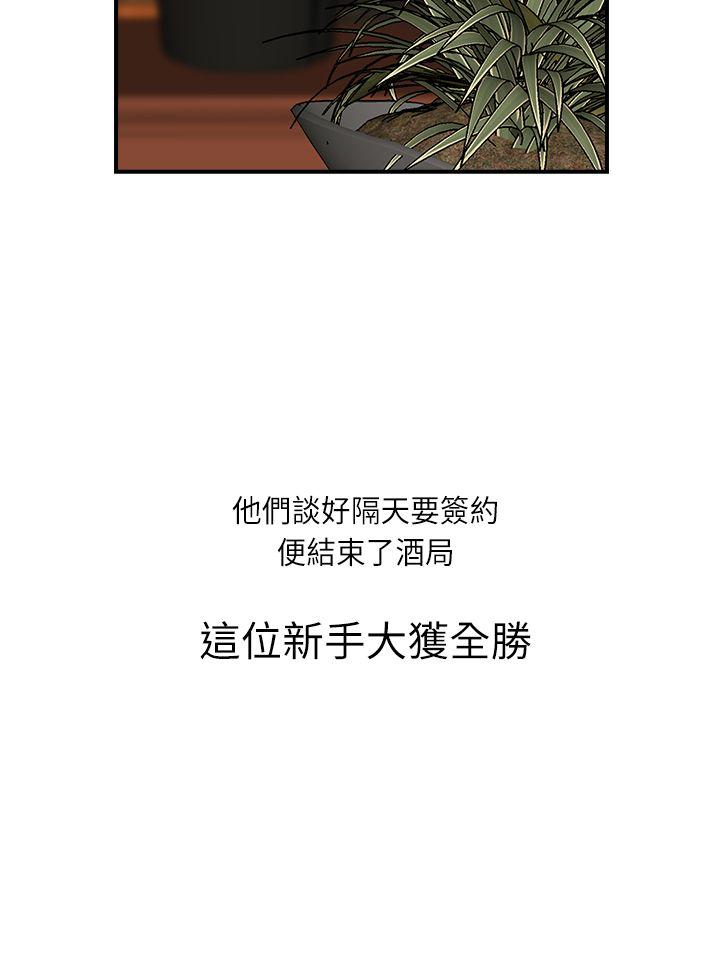 他們談好隔天要簽約
便結束了酒局
這位新手大獲全勝